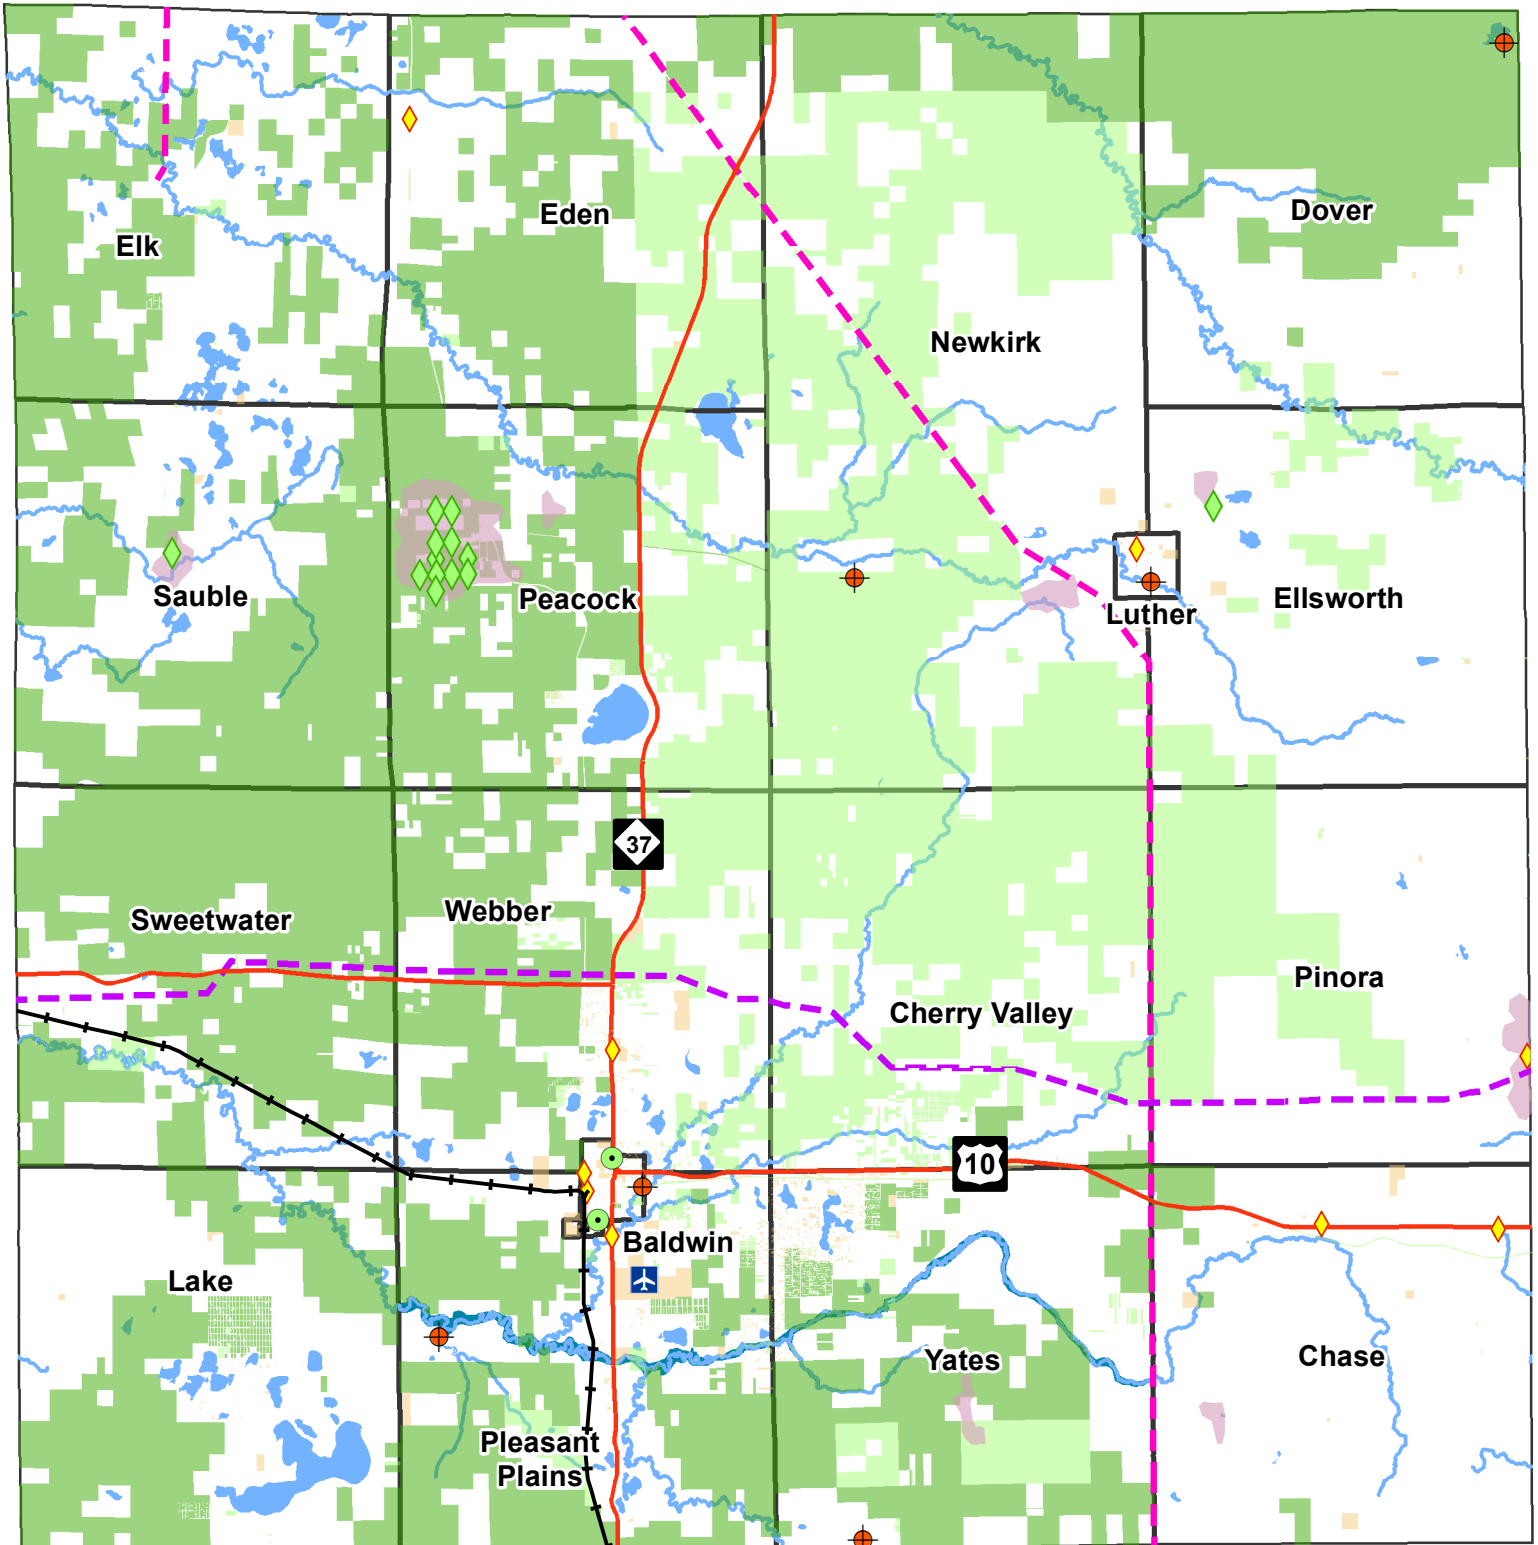 Dover
Eden
Elk
Newkirk
Sauble
Peacock
Luther
Ellsworth
37
Sweetwater
Webber
Pinora
Cherry Valley
10
Baldwin
Lake
Yates
Chase
Pleasant
Plains